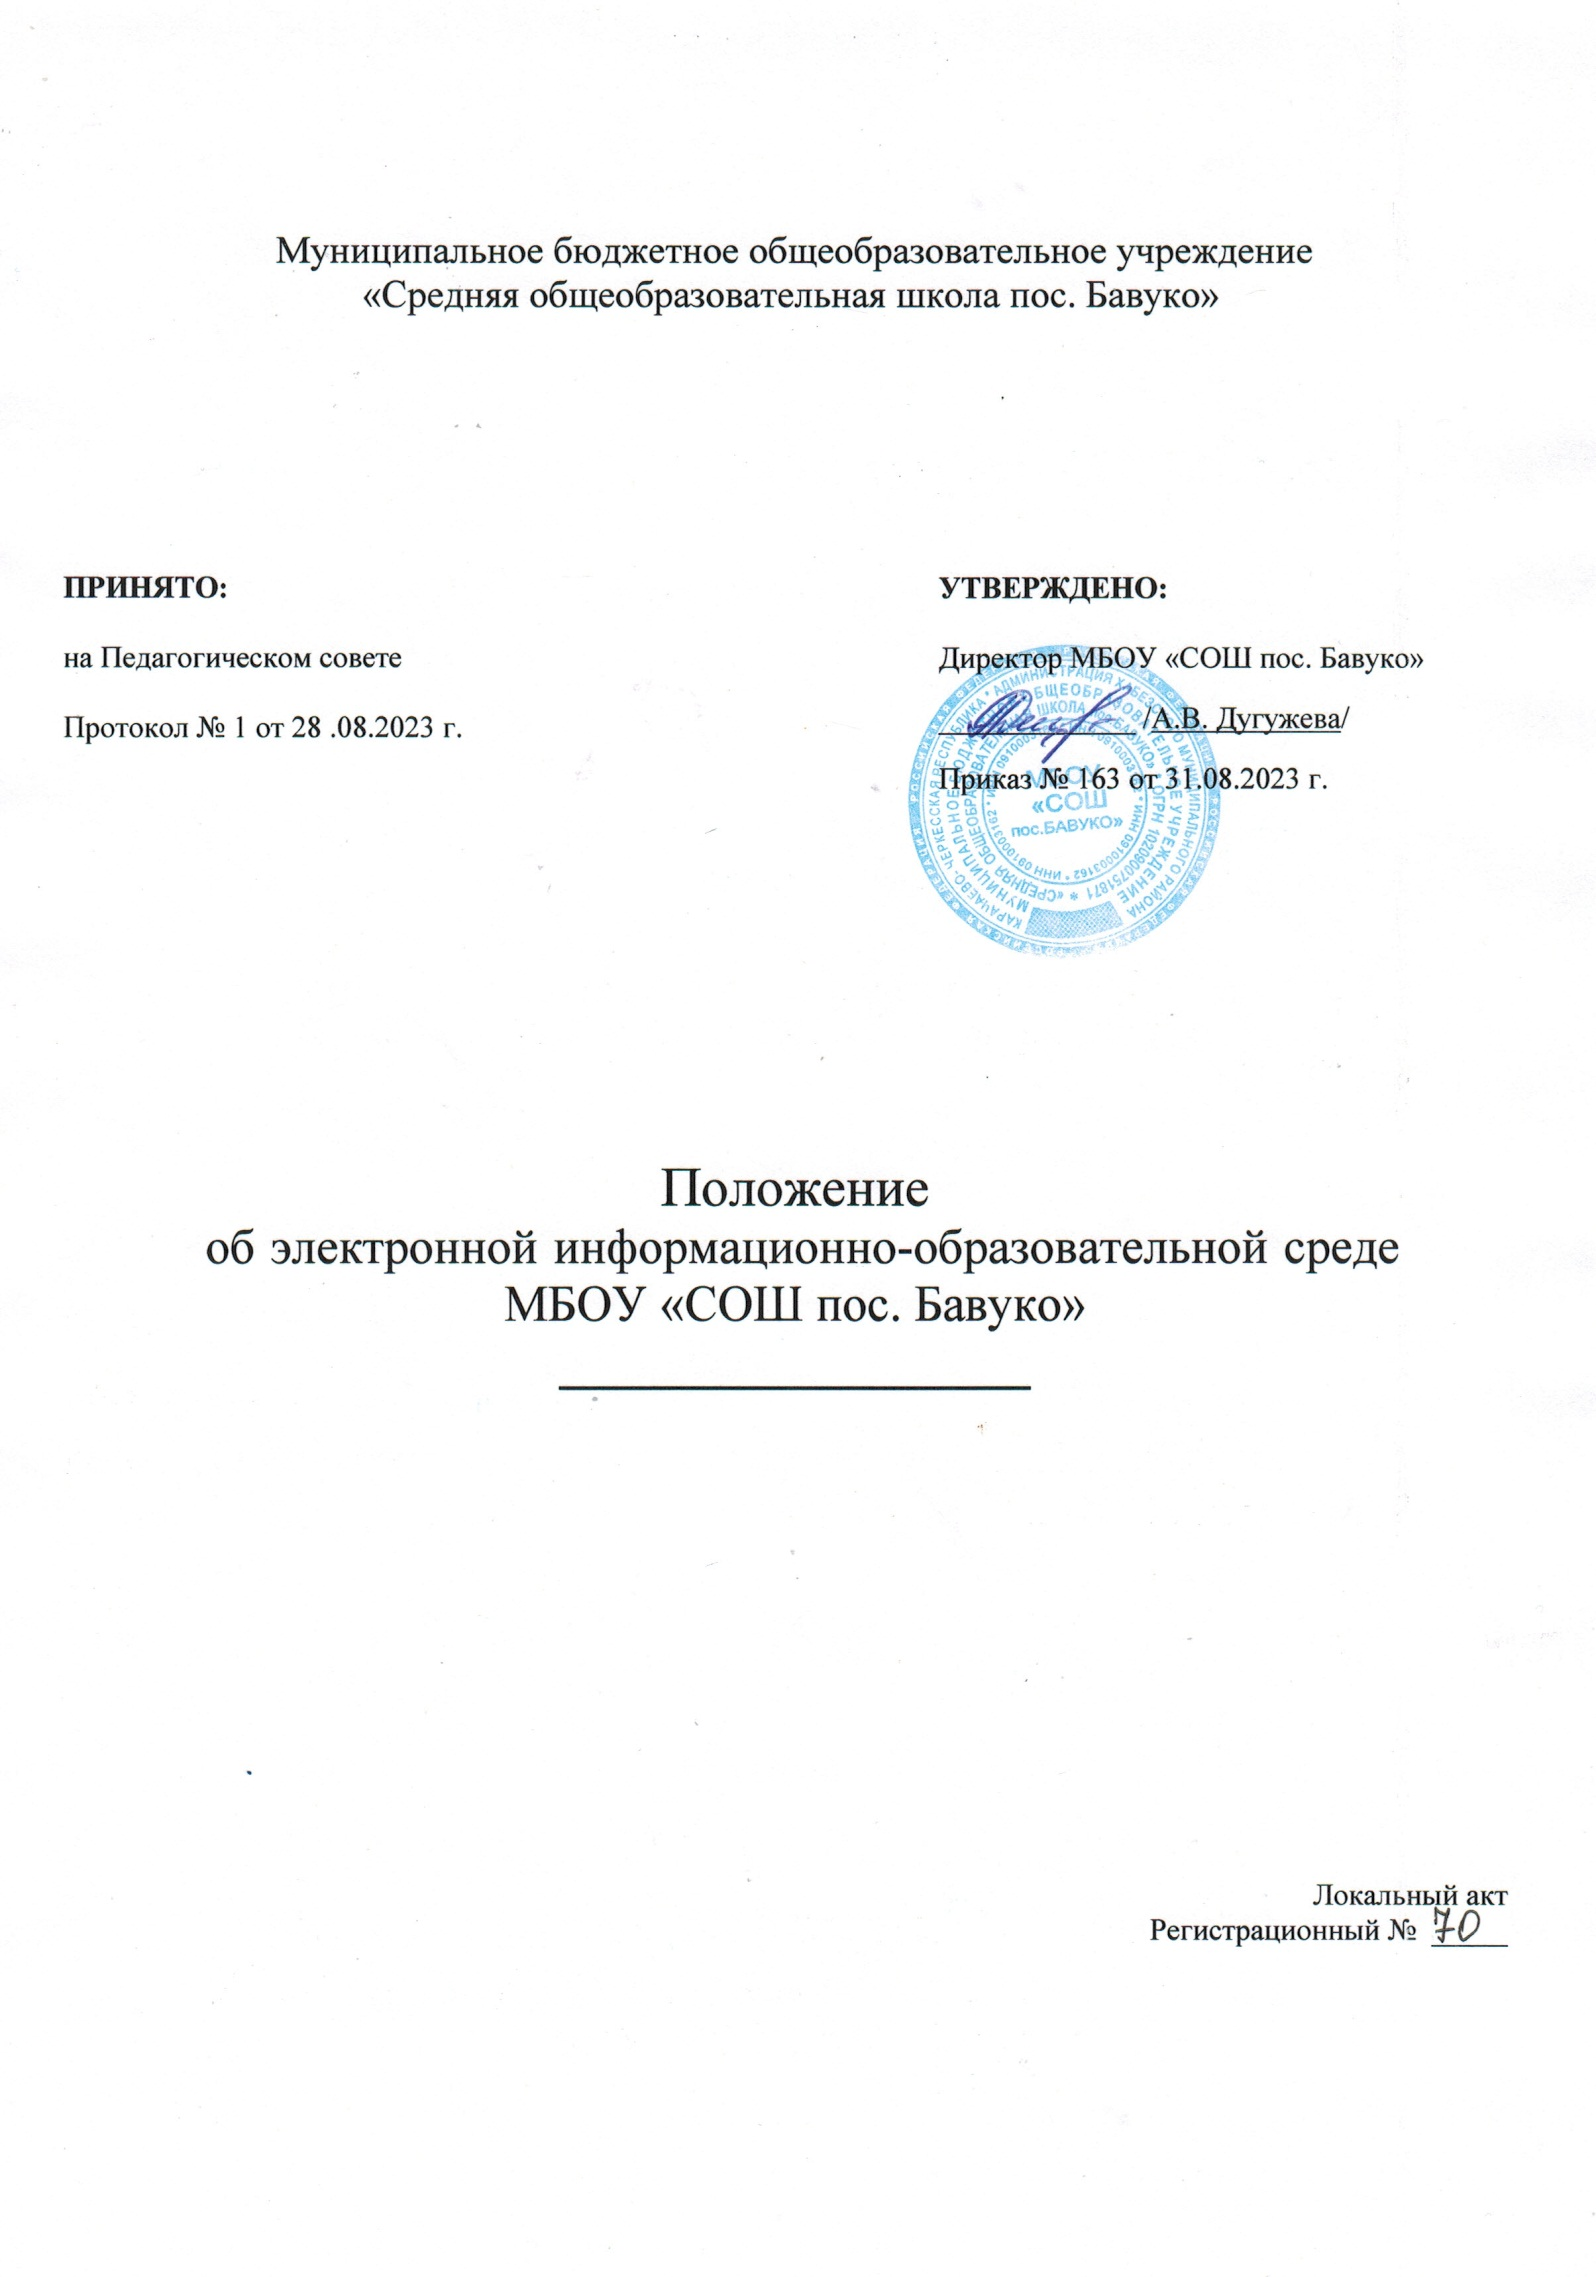 Муниципальное бюджетное общеобразовательное учреждение
«Средняя общеобразовательная школа пос. Бавуко»
ПРИНЯТО:
на Педагогическом совете
Протокол № 1 от 28 .08.2023 г.
УТВЕРЖДЕНО:
Директор МБОУ «СОШ пос. Бавуко»
/А.В. Дугужева/
Приказ № 163 от 31.08.2023 г.
МБОУ
«СОШ
пос.БАВУКО»
Положение
об электронной информационно-образовательной среде
МБОУ «СОШ пос. Бавуко»
Локальный акт
Регистрационный № 70